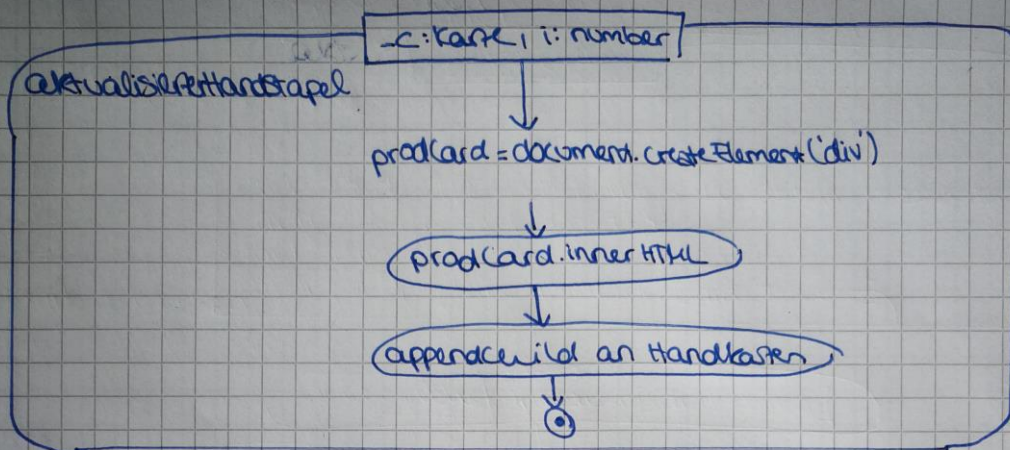 _c: Karte, i: number
aktualisiereHandstapel
prodCard = document.createElement('div')
prodCard.innerHTML
appendchild an Handkarten